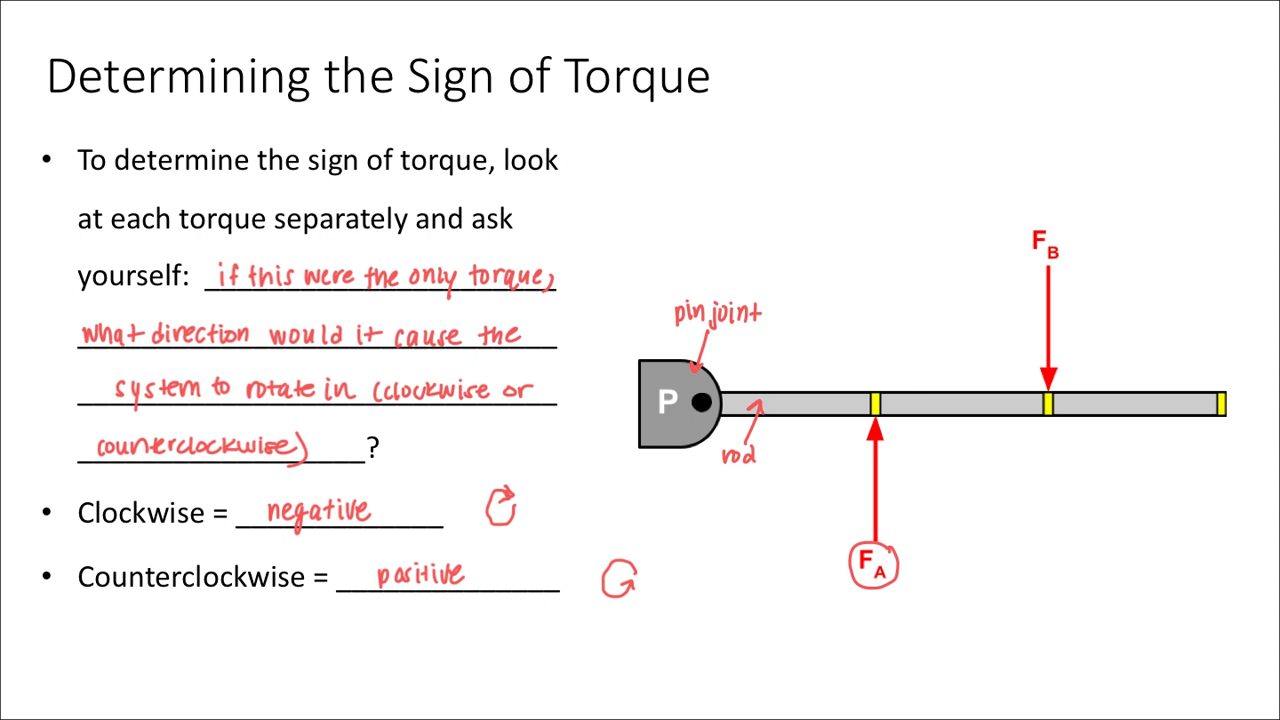 Determining the Sign of Torque
• To determine the sign of torque, look
at each torque separately and ask
yourself: if this were the only torque,
what direction would it cause the
system to rotate in (clockwise or
counterclockwise)?
• Clockwise = negative
• Counterclockwise = positive
F_B
pin joint
P
rod
F_A